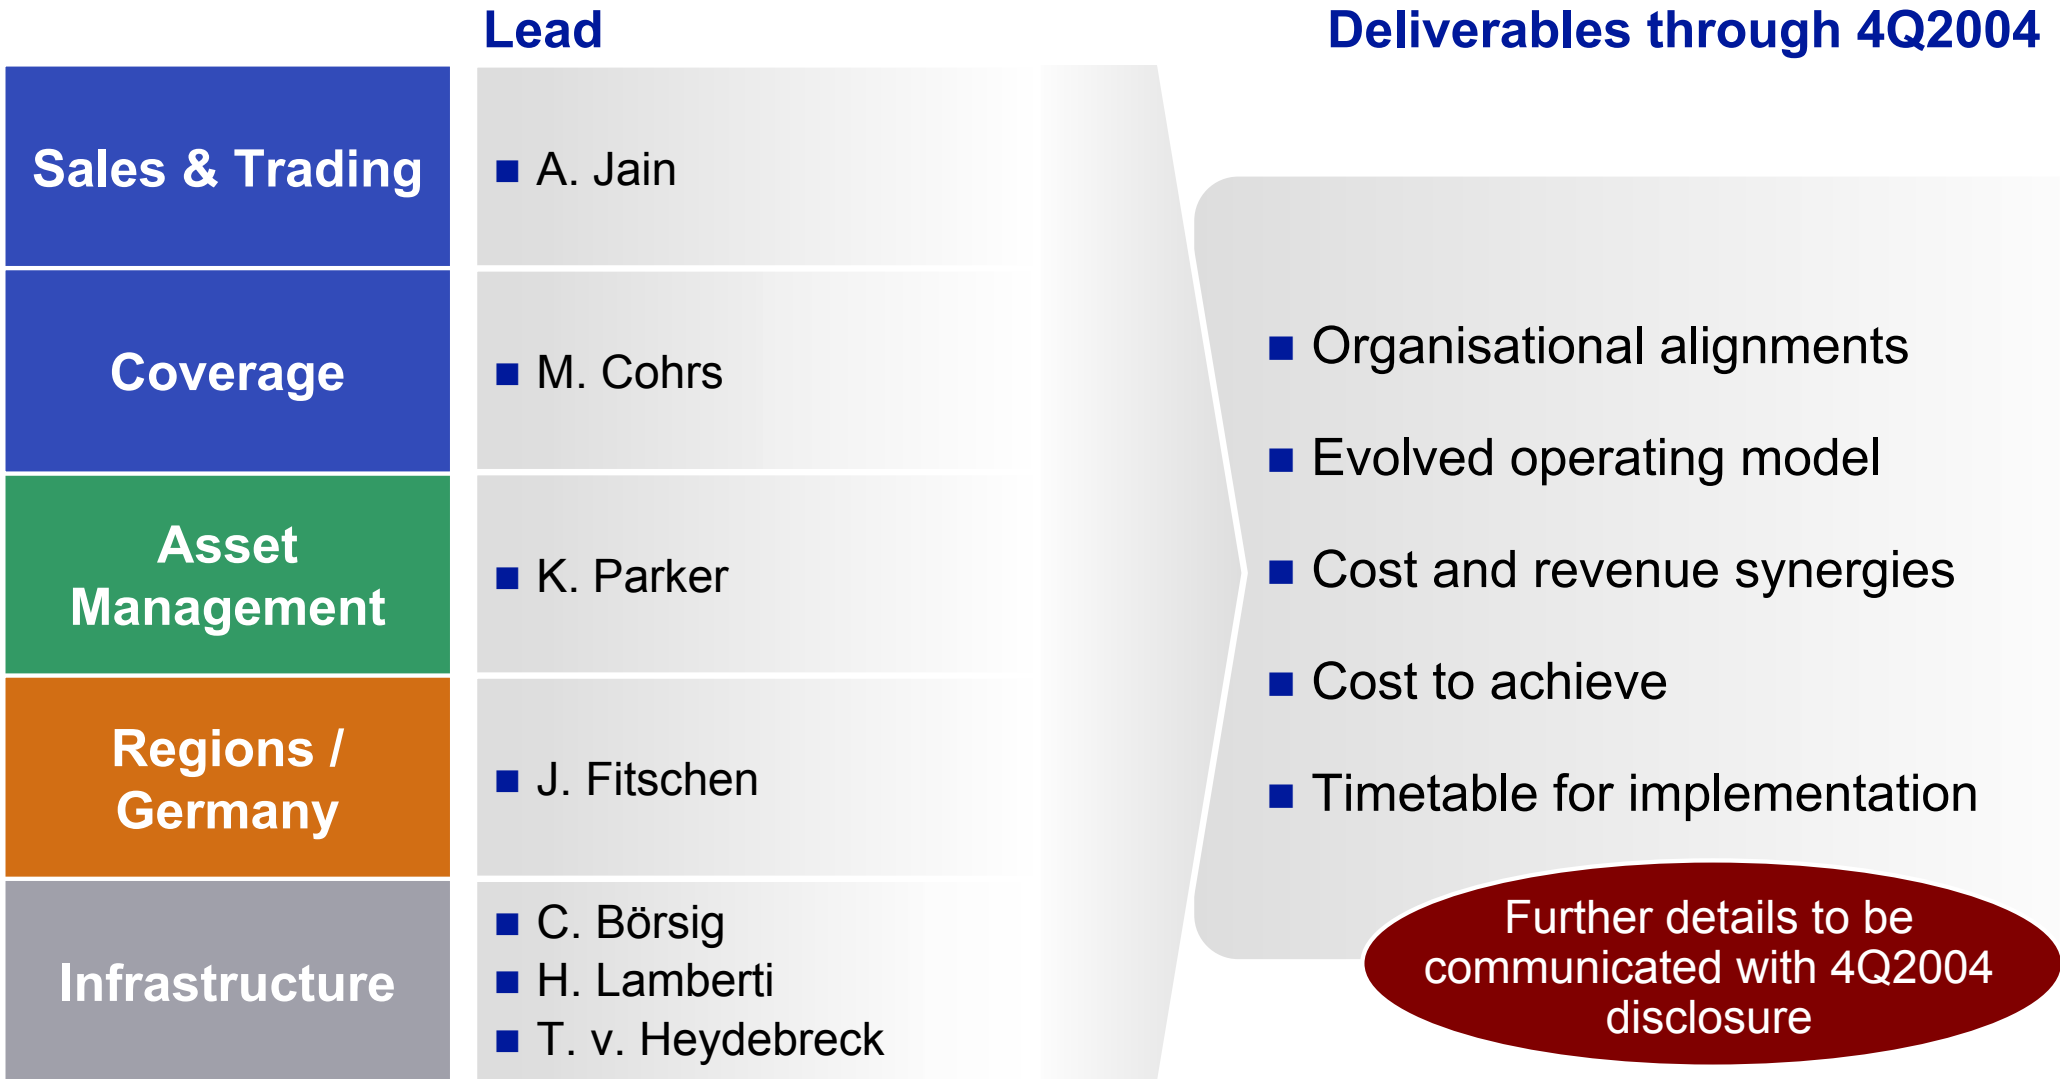 Lead
Deliverables through 4Q2004
Sales & Trading
■ A. Jain
Coverage
■ M. Cohrs
Asset
Management
■ K. Parker
Regions /
Germany
■ J. Fitschen
Infrastructure
■ C. Börsig
■ H. Lamberti
■ T. v. Heydebreck
■ Organisational alignments
■ Evolved operating model
■ Cost and revenue synergies
■ Cost to achieve
■ Timetable for implementation
Further details to be
communicated with 4Q2004
disclosure